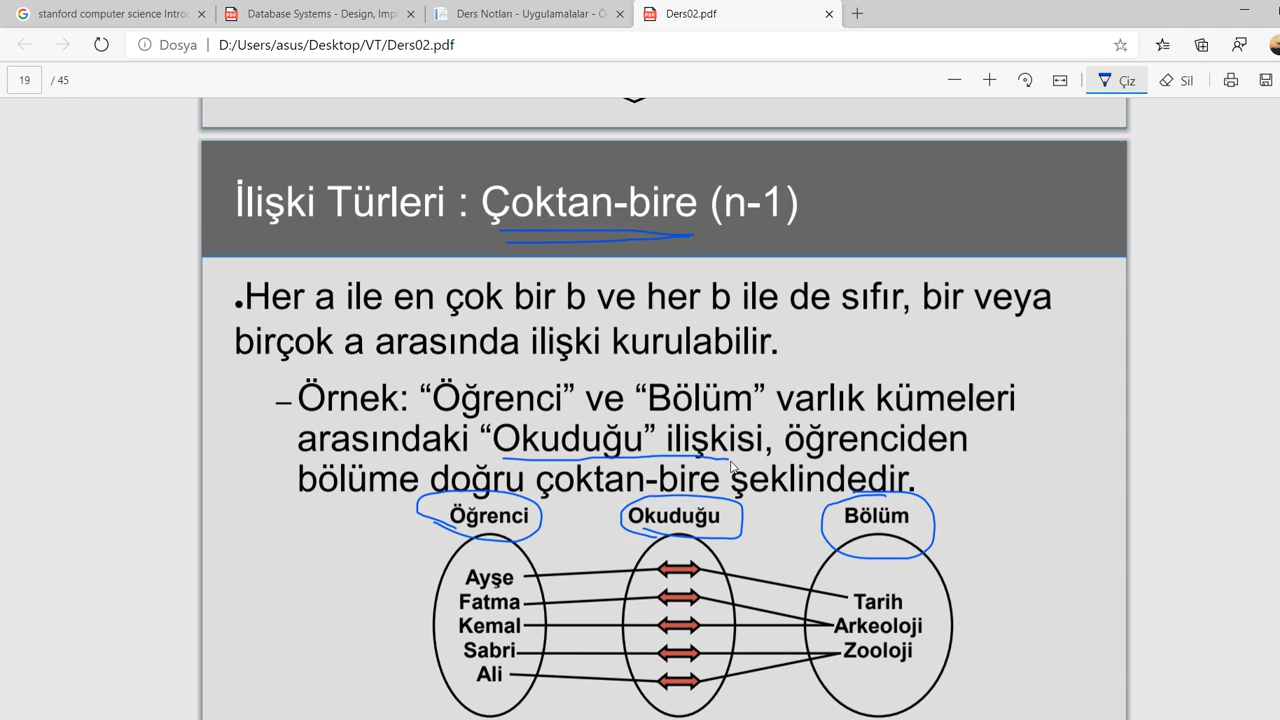 stanford computer science Intro
Database Systems - Design, Impl
Ders Notları - Uygulamalalar - Ö
Ders02.pdf
Dosya | D:/Users/asus/Desktop/VT/Ders02.pdf
19 / 45
Çiz
Sil
İlişki Türleri : Çoktan-bire (n-1)
•Her a ile en çok bir b ve her b ile de sıfır, bir veya
birçok a arasında ilişki kurulabilir.
– Örnek: “Öğrenci” ve “Bölüm” varlık kümeleri
arasındaki “Okuduğu” ilişkisi, öğrenciden
bölüme doğru çoktan-bire şeklindedir.
Öğrenci Okuduğu Bölüm
Ayşe
Fatma
Kemal
Sabri
Ali
Tarih
Arkeoloji
Zooloji